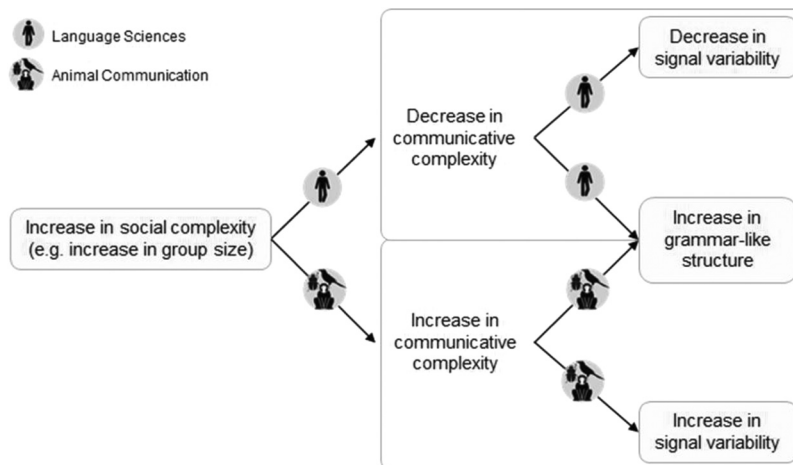 Language Sciences
Animal Communication
Increase in social complexity
(e.g. increase in group size)
Decrease in
communicative
complexity
Increase in
communicative
complexity
Decrease in
signal variability
Increase in
grammar-like
structure
Increase in
signal variability